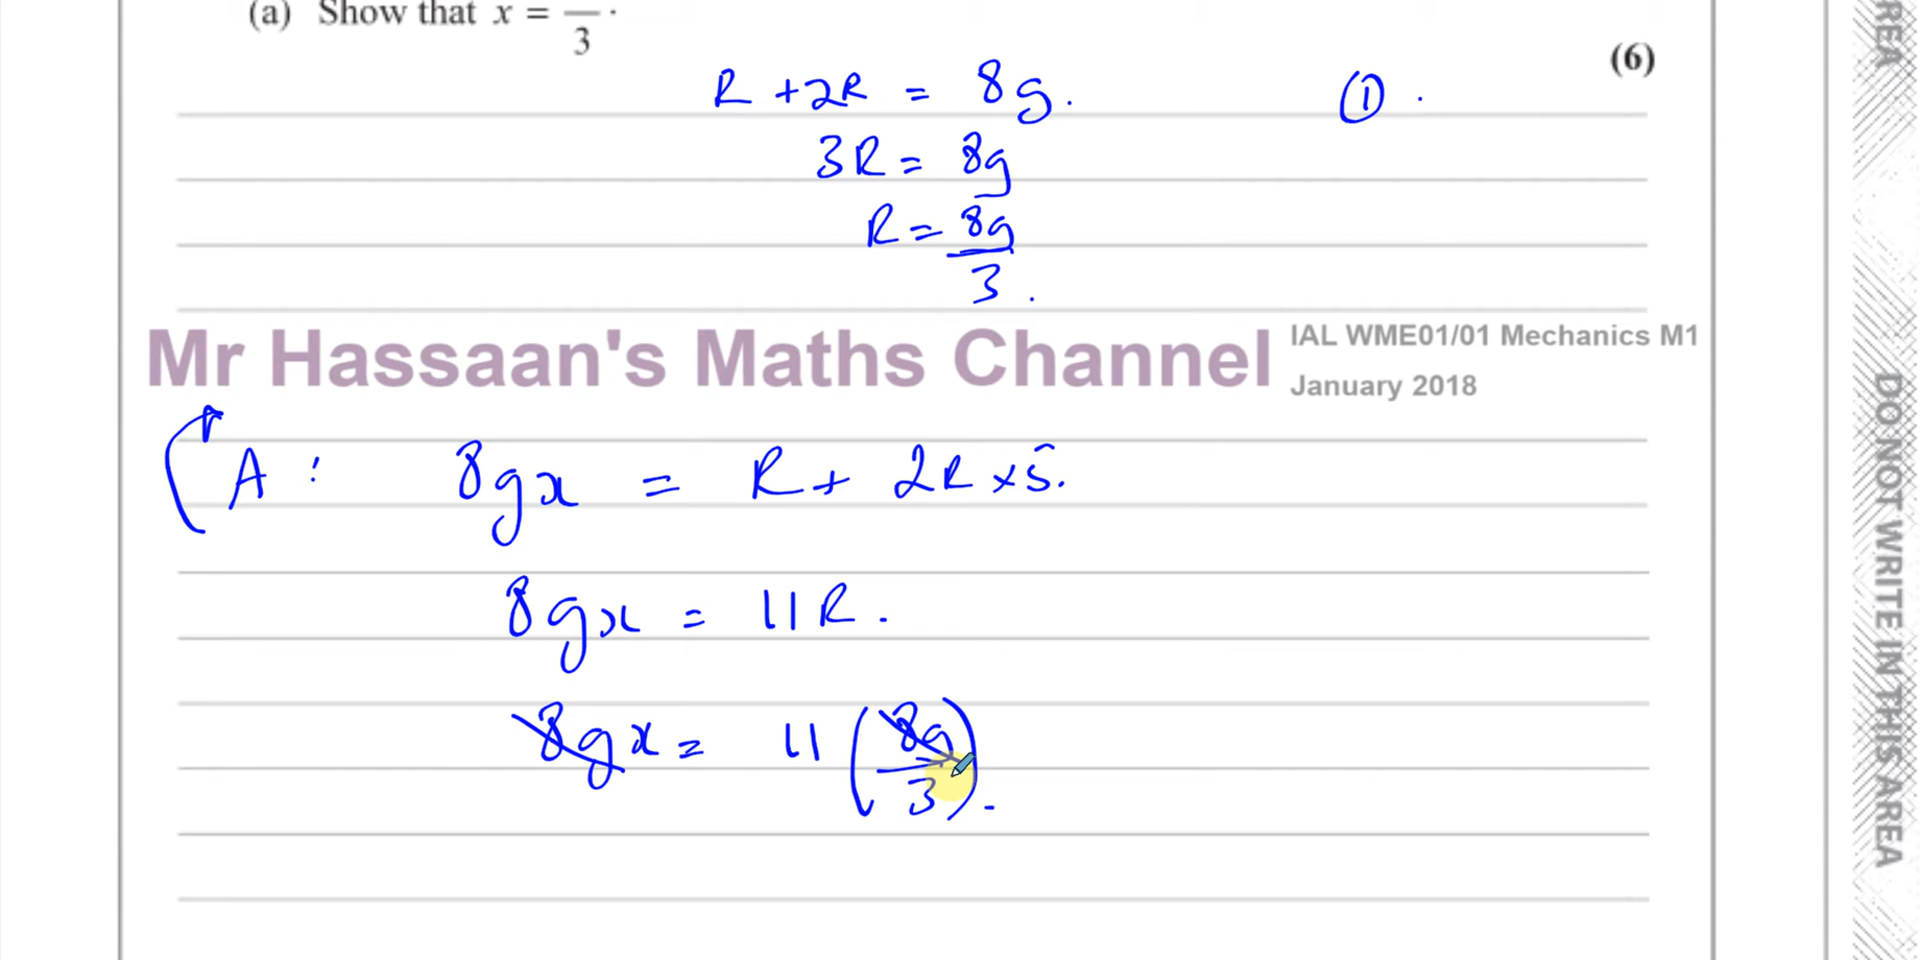 (a) Show that x = — .
3
(6)
R + 2R = 8g. ①.
3R = 8g
R = 8g
3.
Mr Hassaan's Maths Channel
IAL WME01/01 Mechanics M1
January 2018
A: 8gx = R + 2R × 5.
8gx = 11R.
8gx = 11 (8g
3).
REA
DO NOT WRITE IN THIS AREA